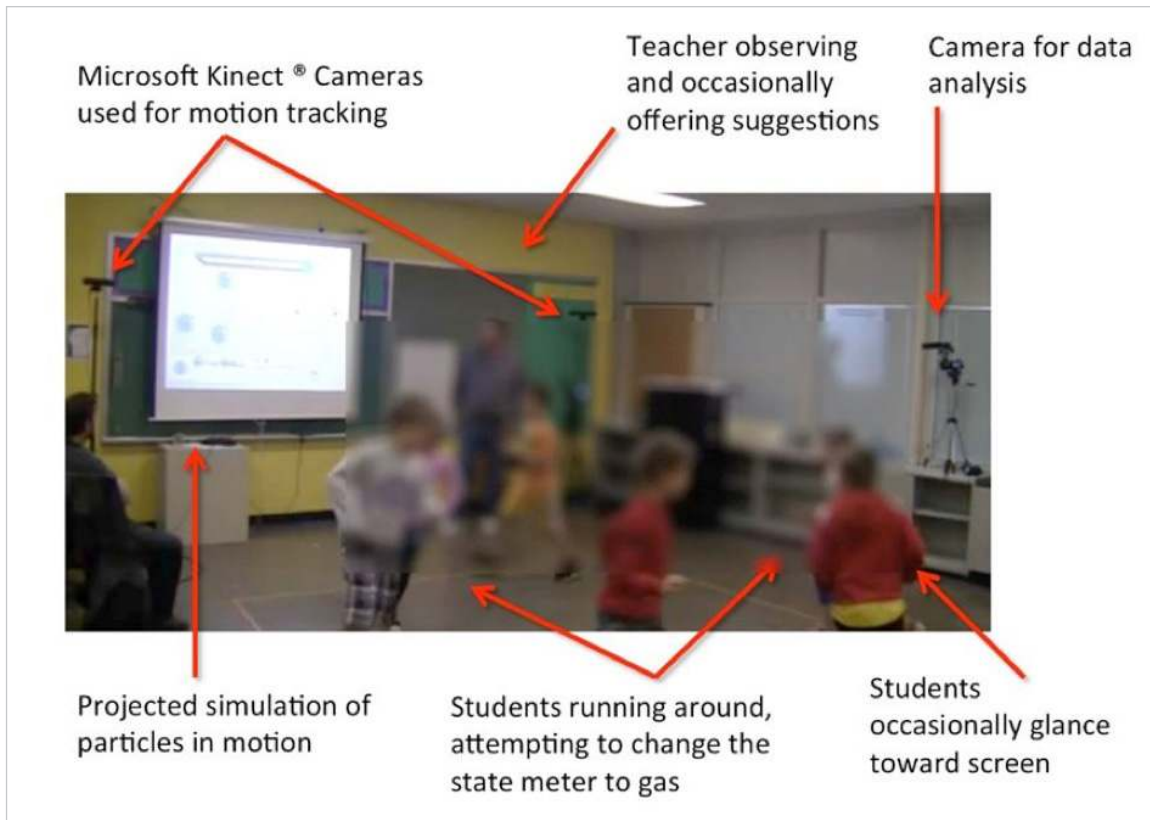 Microsoft Kinect ® Cameras
used for motion tracking
Teacher observing
and occasionally
offering suggestions
Camera for data
analysis
Projected simulation of
particles in motion
Students running around,
attempting to change the
state meter to gas
Students
occasionally glance
toward screen